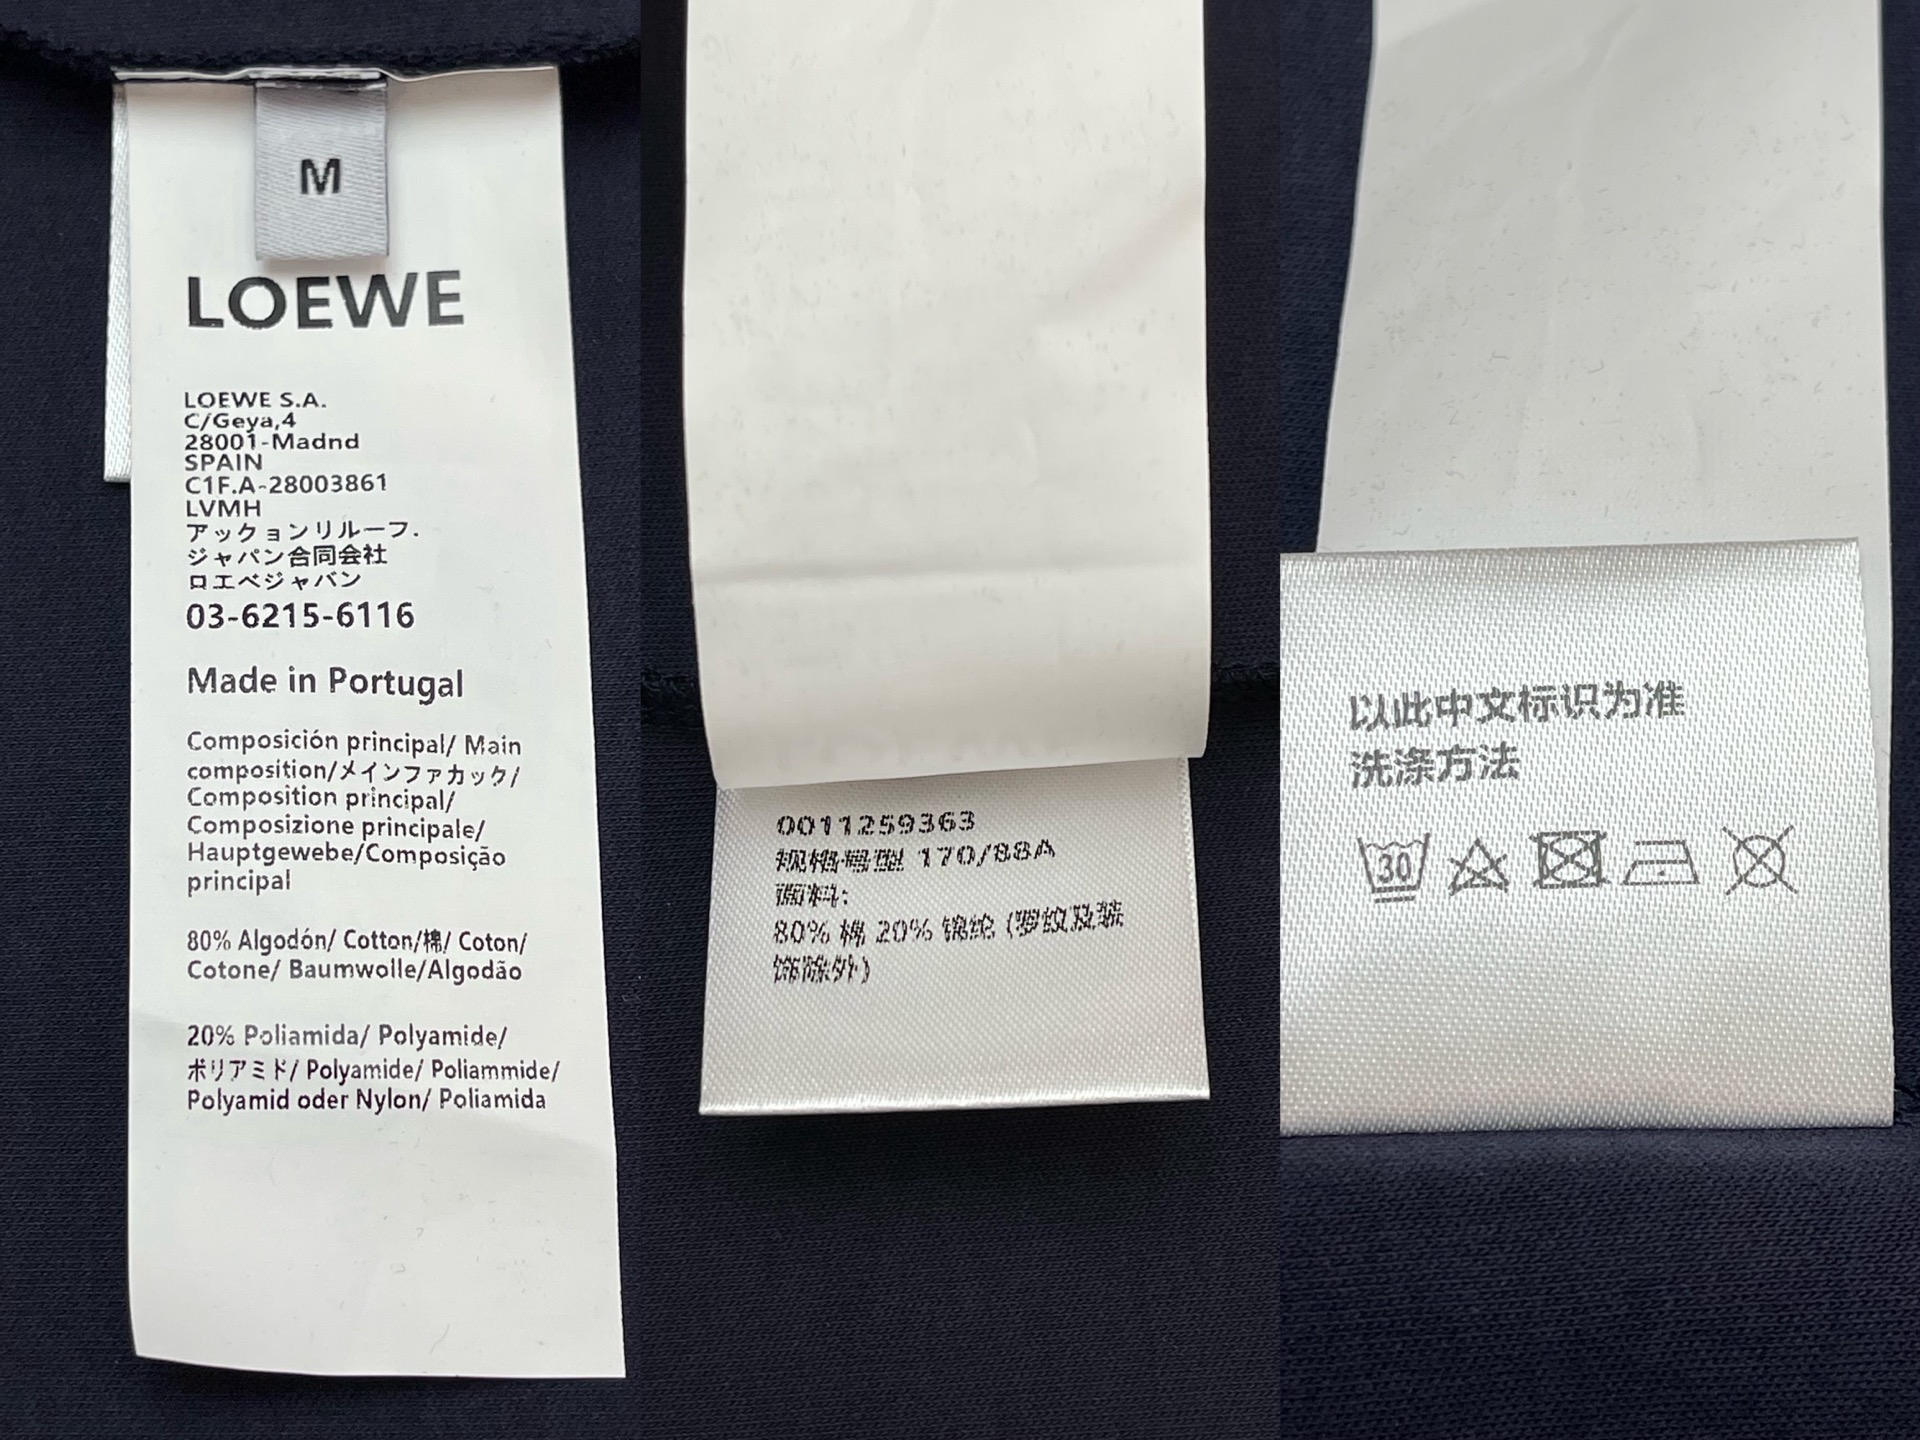 M
LOEWE
LOEWE S.A.
C/Geya,4
28001-Madnd
SPAIN
C1F.A-28003861
LVMH
アックョンリルーフ.
ジャパン合同会社
ロエベジャバン
03-6215-6116
Made in Portugal
Composición principal/ Main
composition/メインファカック/
Composition principal/
Composizione principale/
Hauptgewebe/Composição
principal
80% Algodón/ Cotton/棉/ Coton/
Cotone/ Baumwolle/Algodão
20% Poliamida/ Polyamide/
ポリアミド/ Polyamide/ Poliammide/
Polyamid oder Nylon/ Poliamida
0011259363
规格号型 170/88A
面料:
80% 棉 20% 锦纶 (罗纹及装
饰除外)
以此中文标识为准
洗涤方法
30